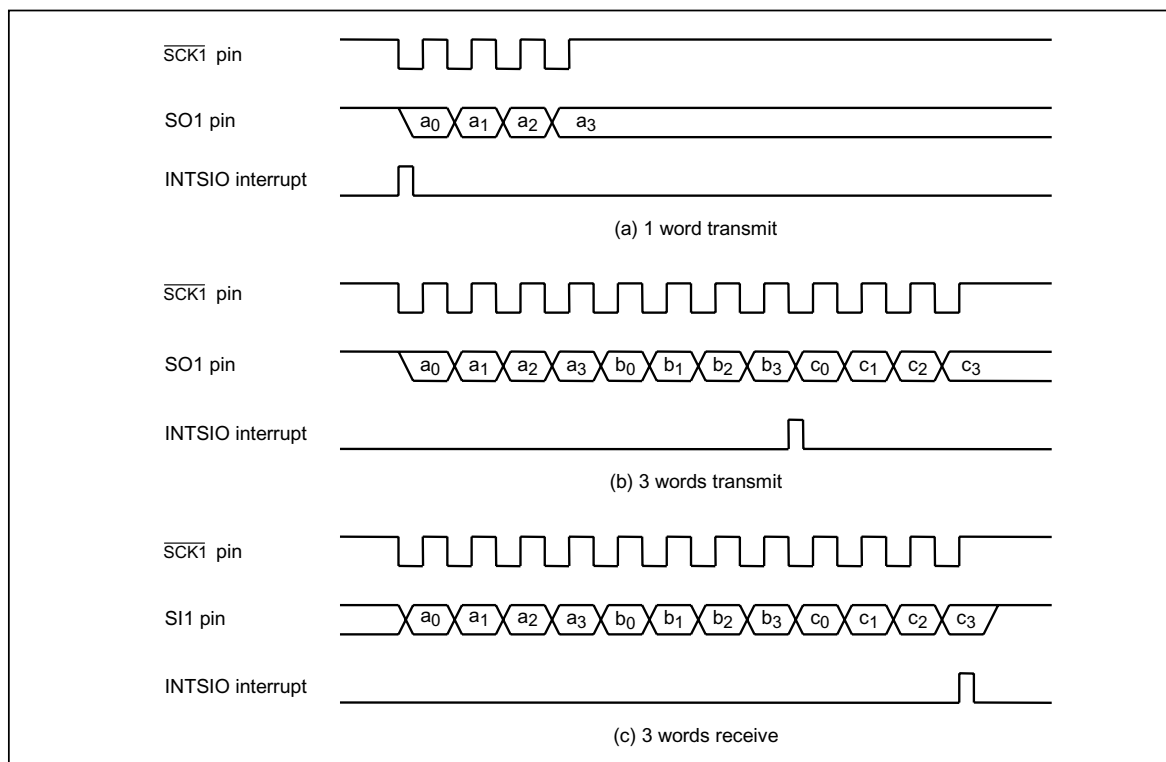 SCK1 pin
SO1 pin
a0 a1 a2 a3
INTSIO interrupt
(a) 1 word transmit
SCK1 pin
SO1 pin
a0 a1 a2 a3 b0 b1 b2 b3 c0 c1 c2 c3
INTSIO interrupt
(b) 3 words transmit
SCK1 pin
SI1 pin
a0 a1 a2 a3 b0 b1 b2 b3 c0 c1 c2 c3
INTSIO interrupt
(c) 3 words receive